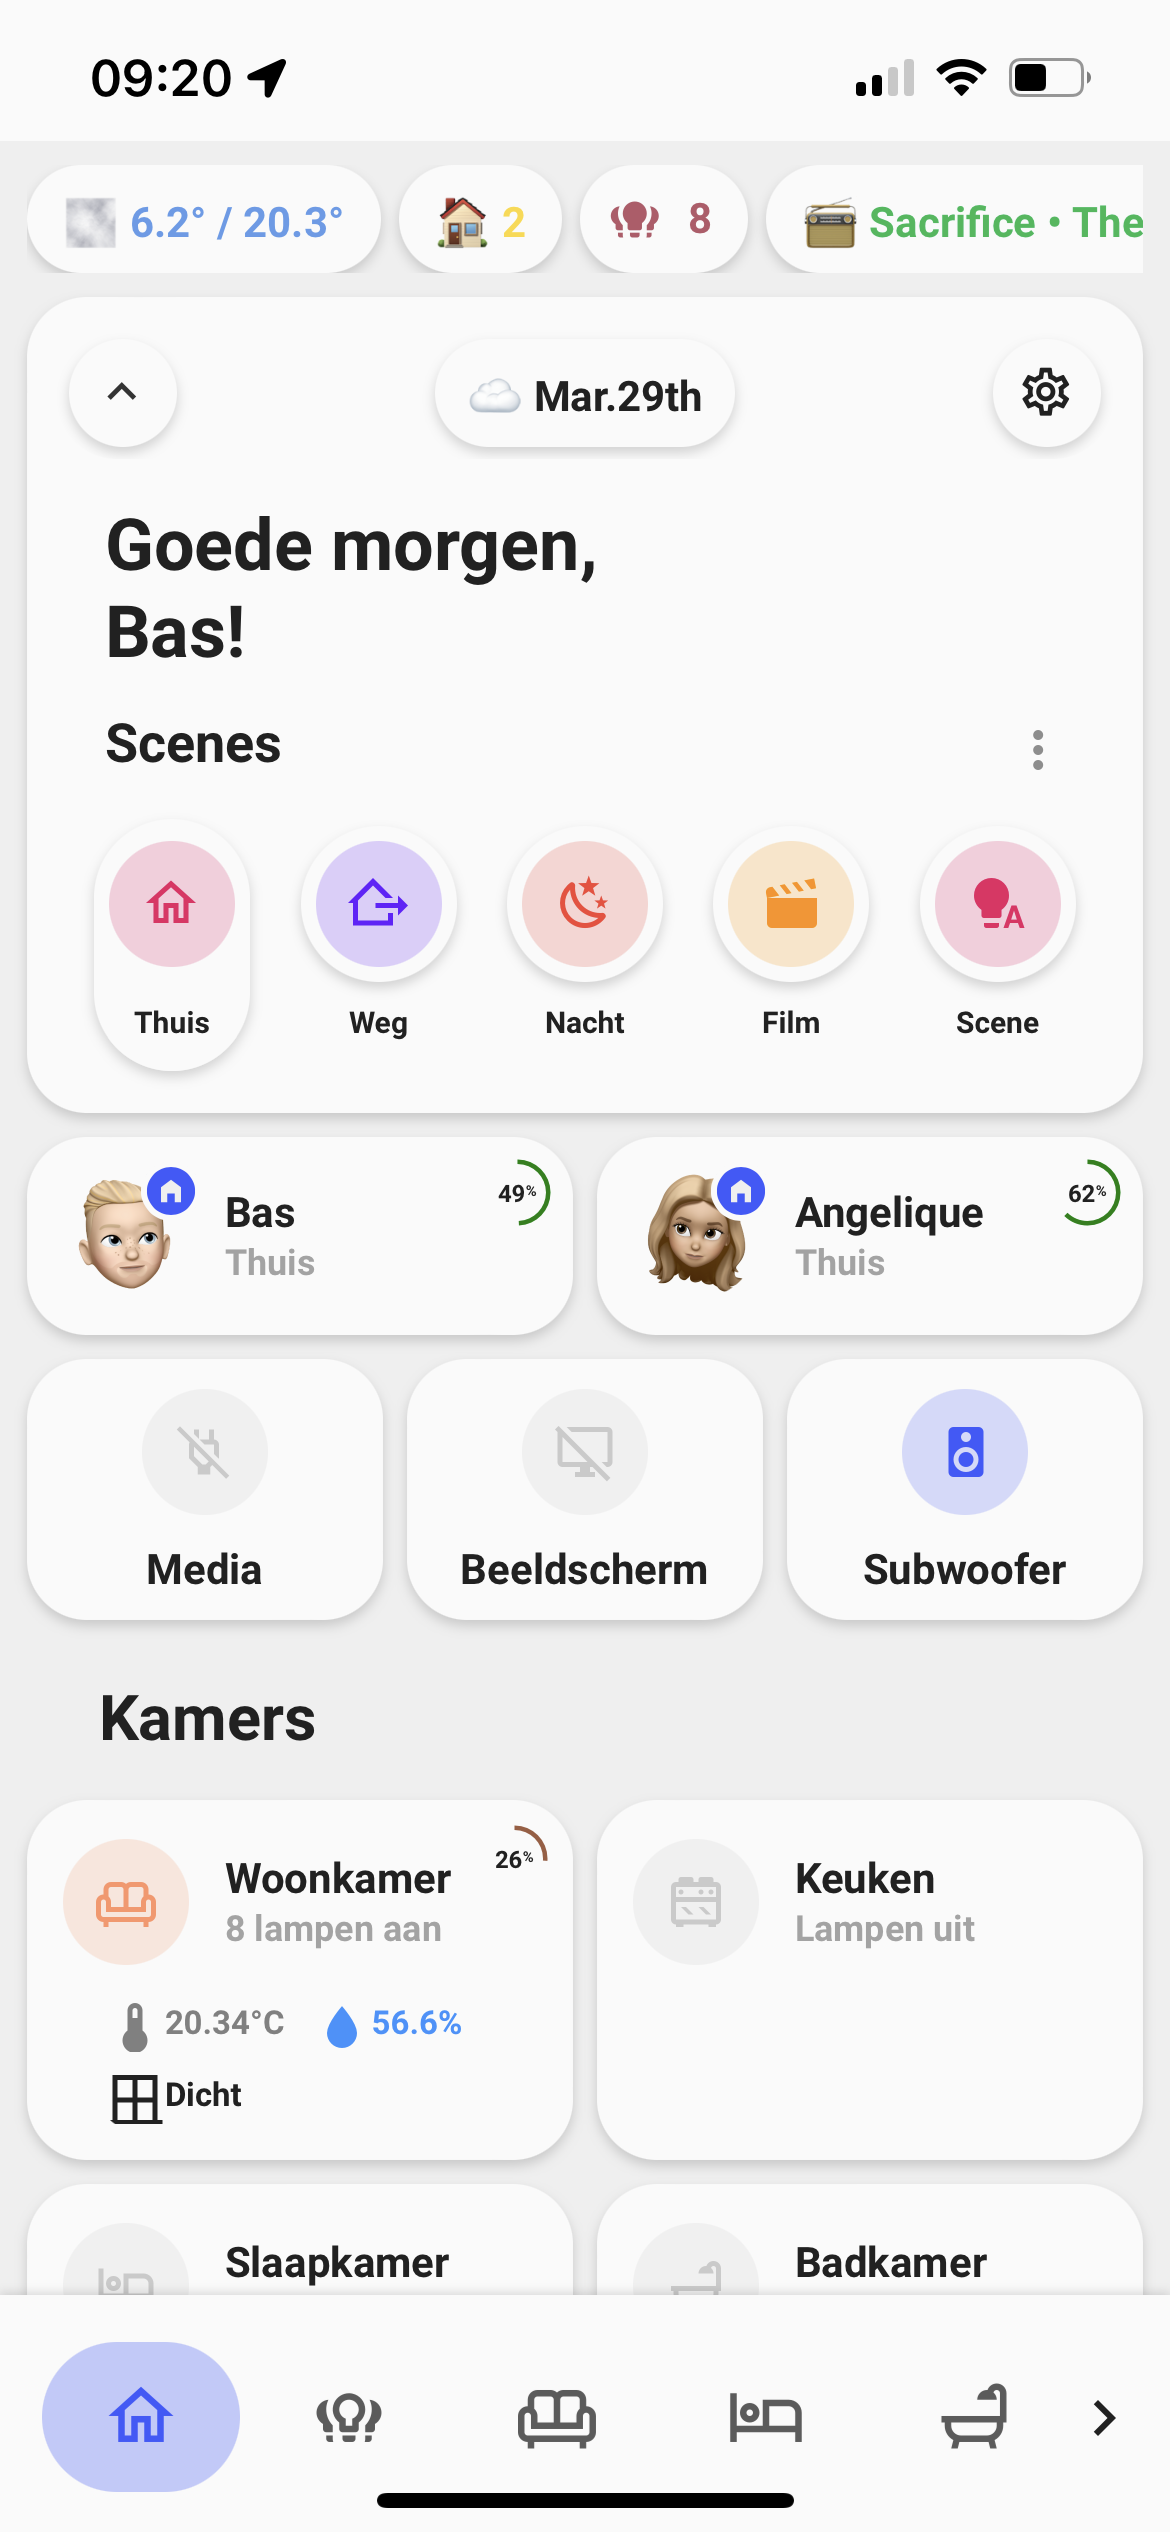 09:20
6.2° / 20.3°
2
8
Sacrifice • The
Mar.29th
Goede morgen,
Bas!
Scenes
A
Thuis
Weg
Nacht
Film
Scene
Bas
Thuis
49%
Angelique
Thuis
62%
Media
Beeldscherm
Subwoofer
Kamers
Woonkamer
8 lampen aan
26%
20.34°C
56.6%
Dicht
Keuken
Lampen uit
Slaapkamer
Badkamer